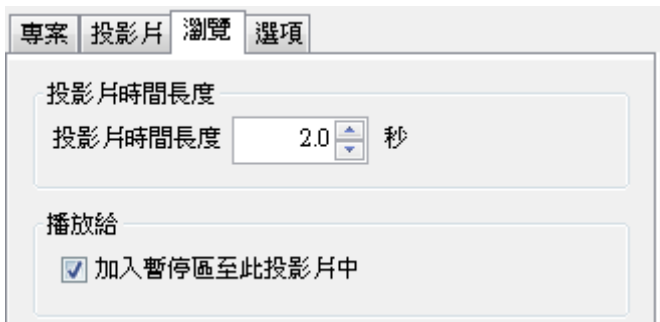 專案 投影片 瀏覽 選項
投影片時間長度
投影片時間長度 2.0 秒
播放給
加入暫停區至此投影片中